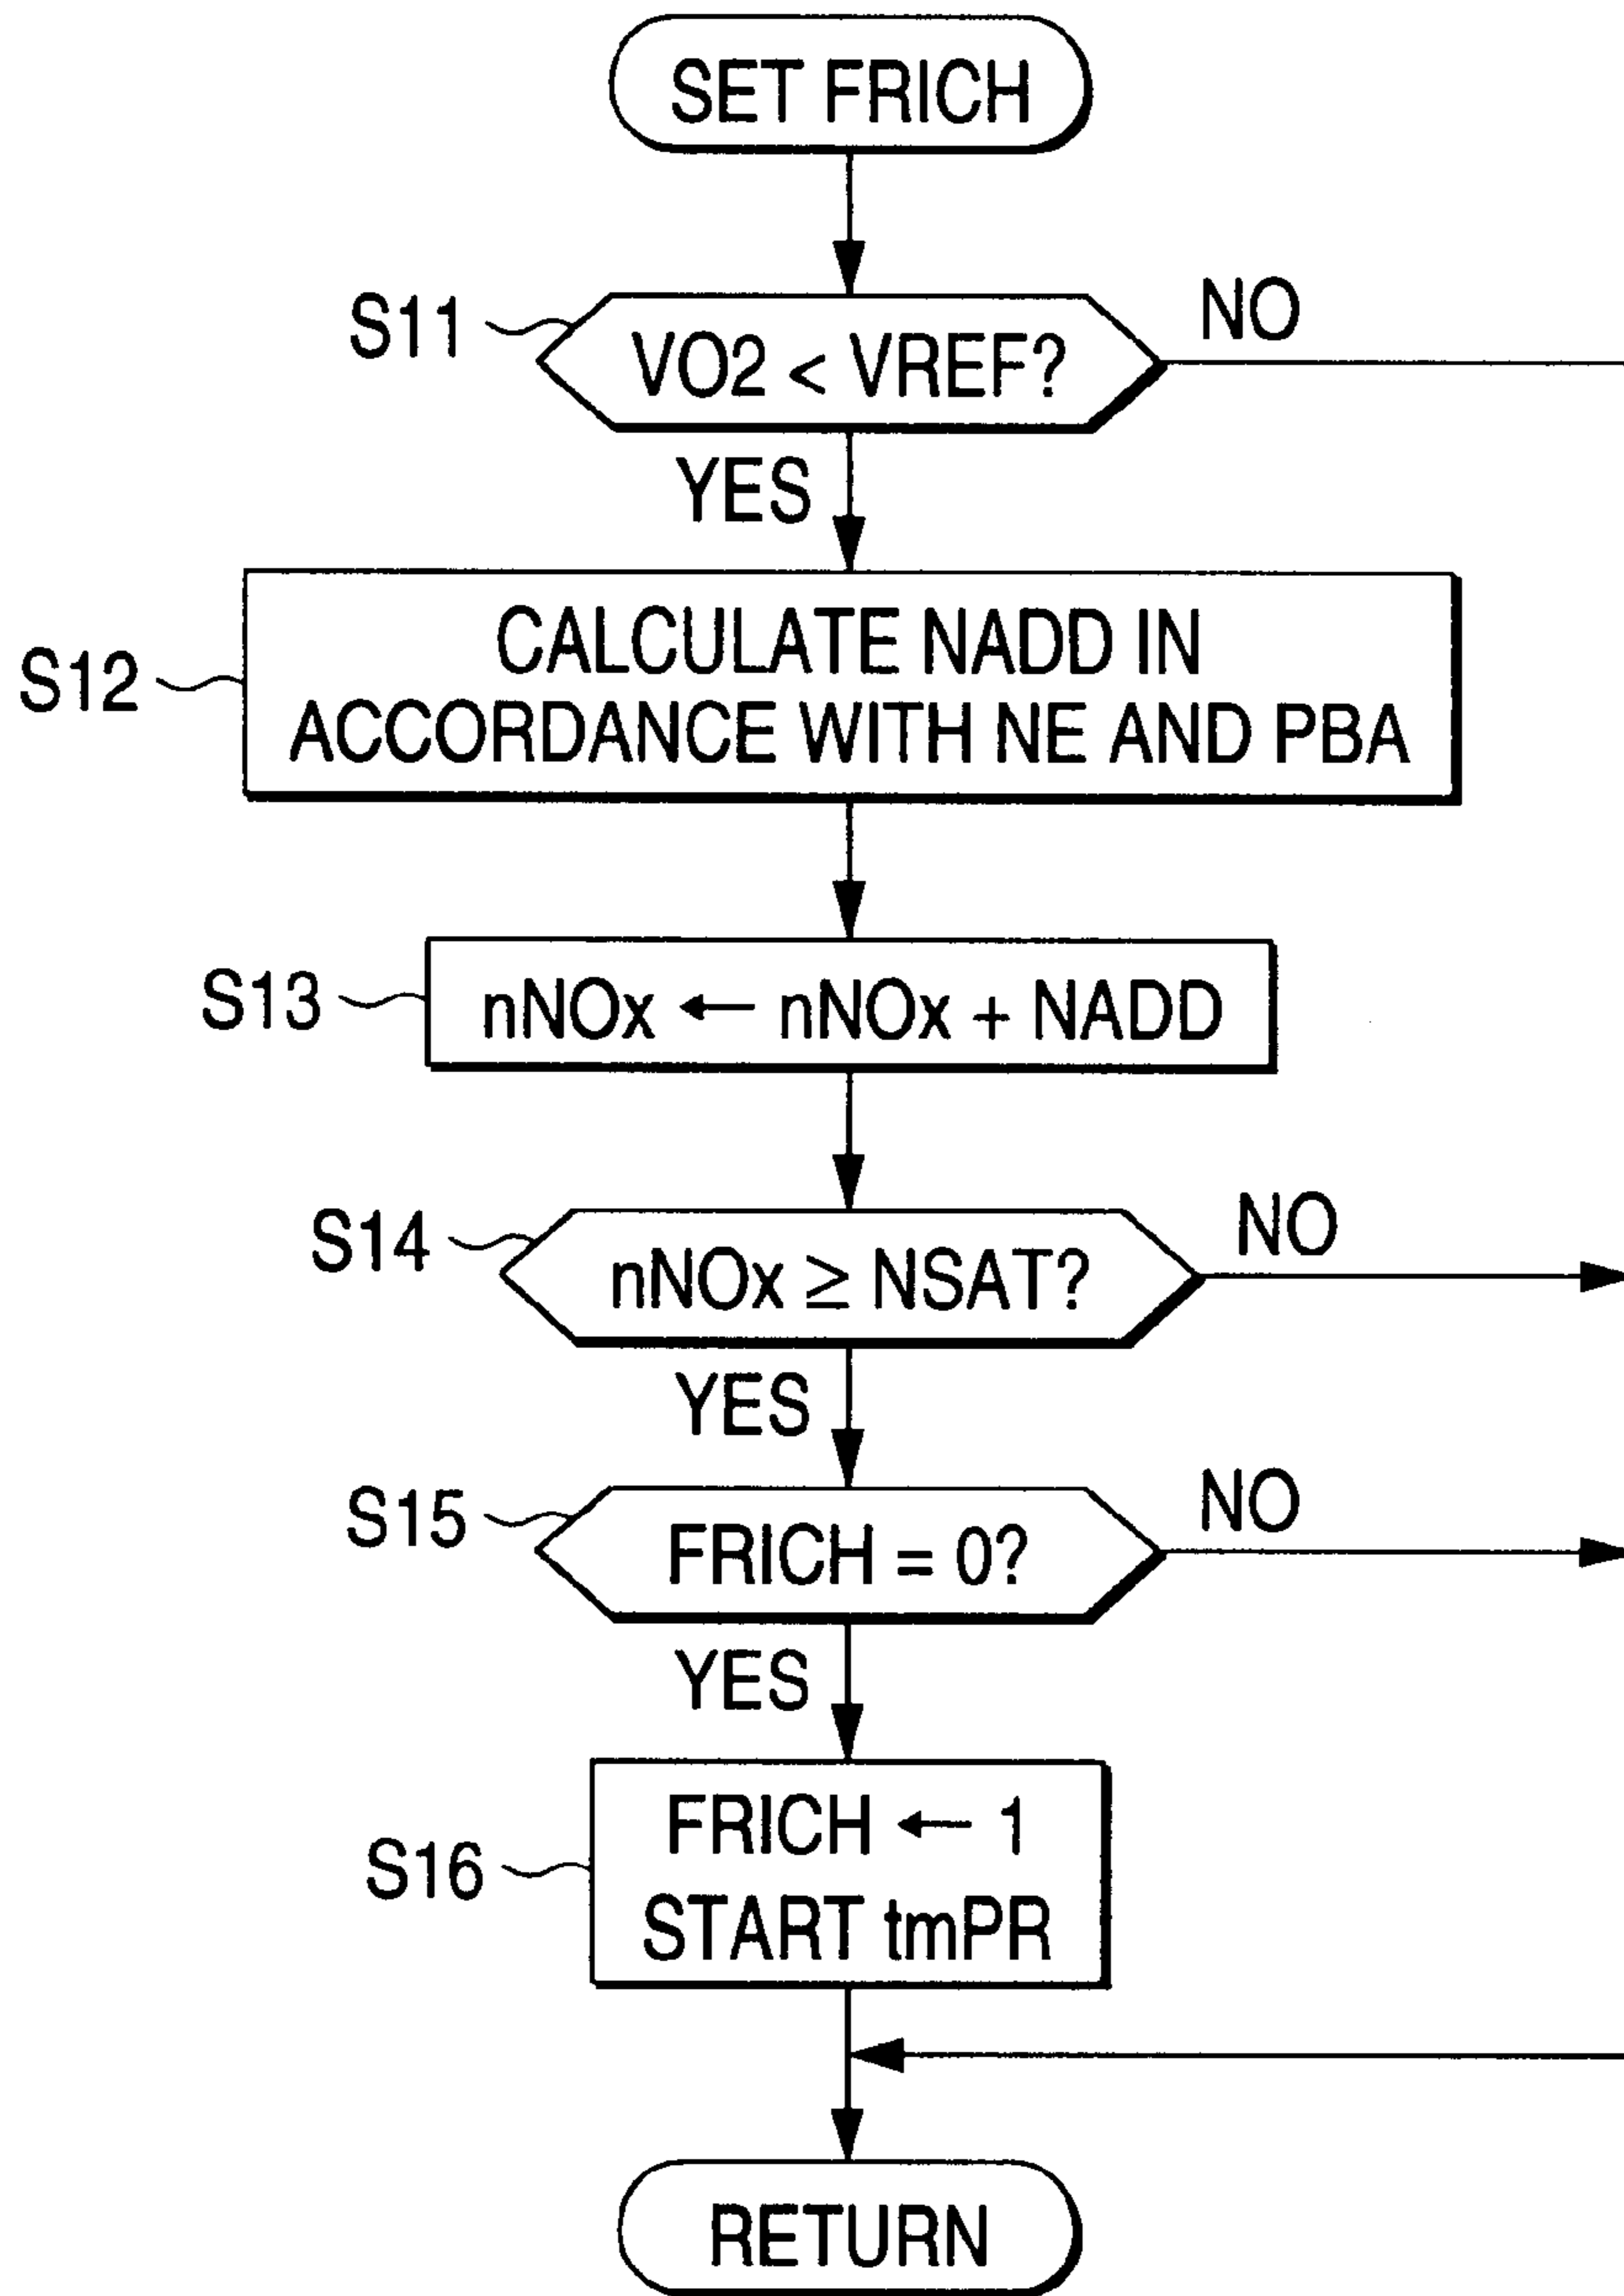 SET FRICH
S11
VO2 < VREF?
NO
YES
S12
CALCULATE NADD IN
ACCORDANCE WITH NE AND PBA
S13
nNOx ← nNOx + NADD
S14
nNOx ≥ NSAT?
NO
YES
S15
FRICH = 0?
NO
YES
S16
FRICH ← 1
START tmPR
RETURN